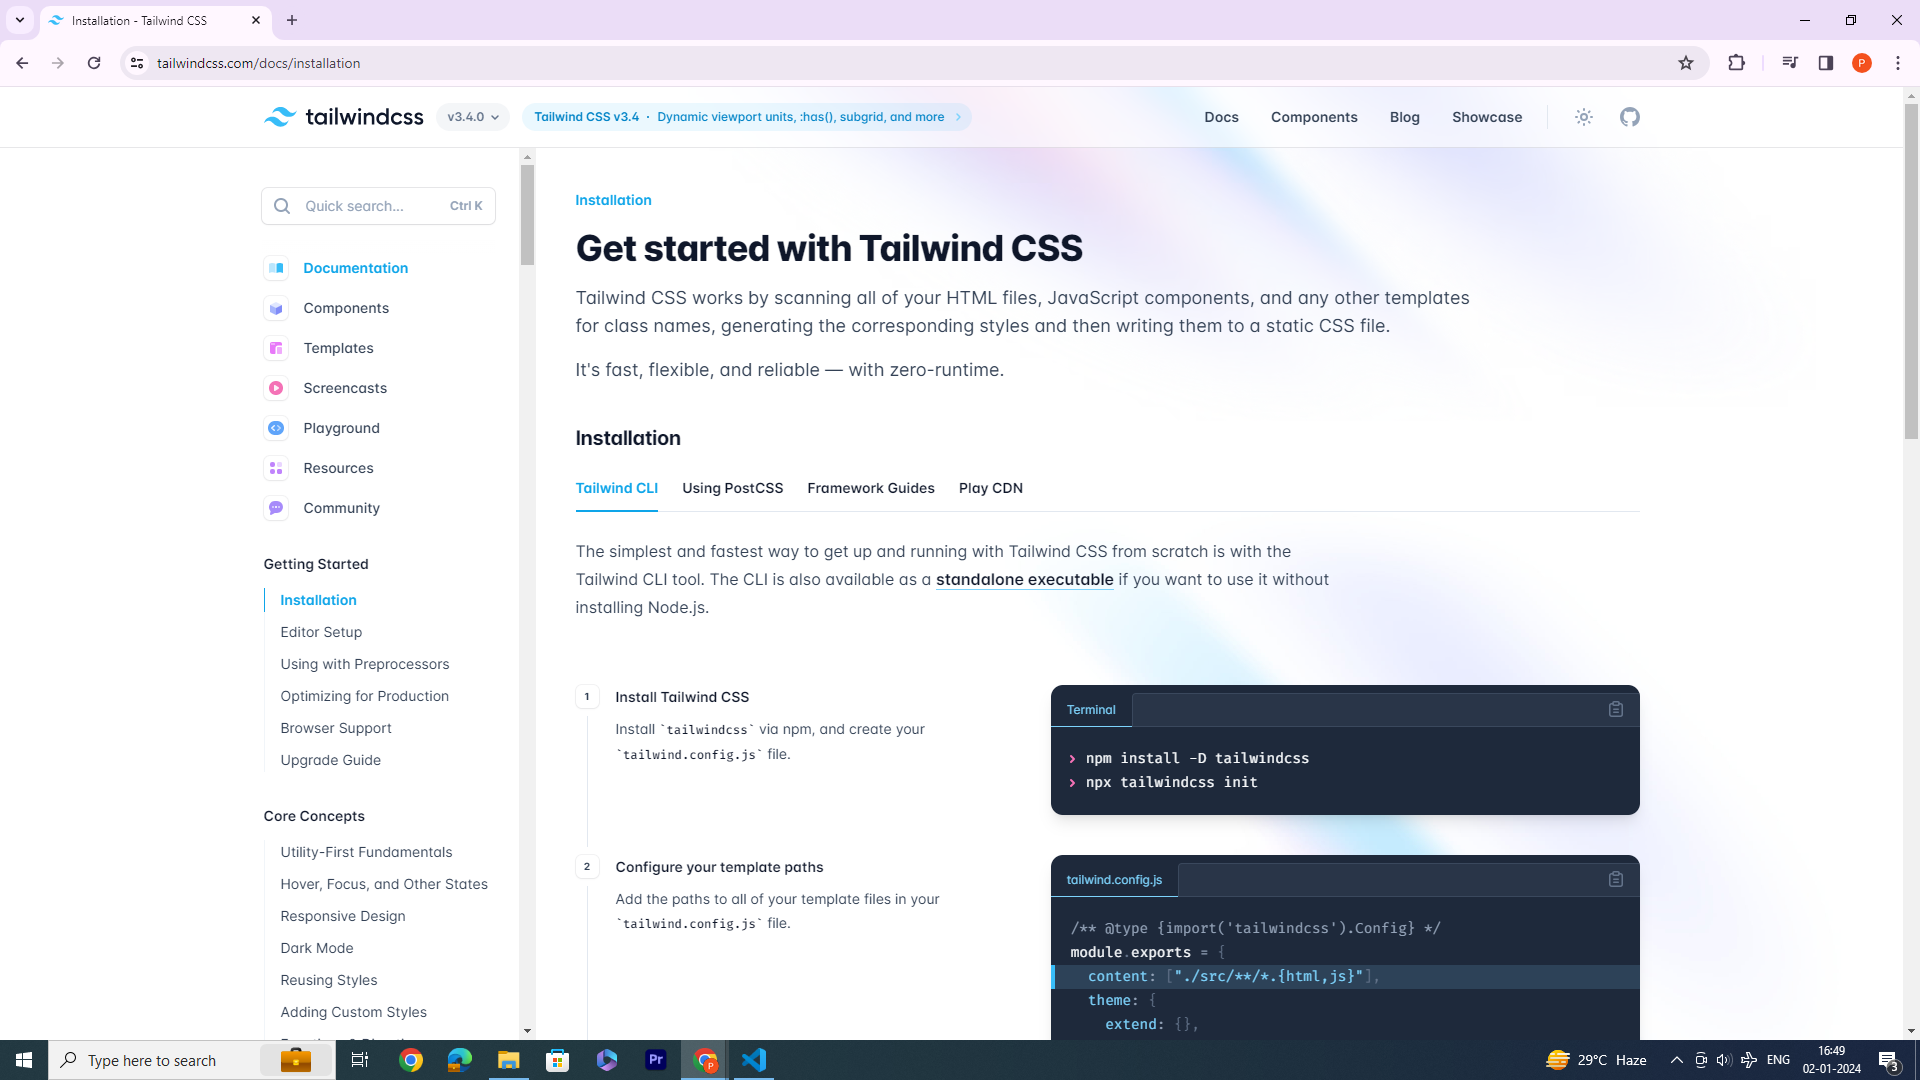 Installation - Tailwind CSS
tailwindcss.com/docs/installation
P
tailwindcss
v3.4.0
Tailwind CSS v3.4 · Dynamic viewport units, :has(), subgrid, and more
Docs
Components
Blog
Showcase
Quick search...
Ctrl K
Documentation
Components
Templates
Screencasts
Playground
Resources
Community
Getting Started
Installation
Editor Setup
Using with Preprocessors
Optimizing for Production
Browser Support
Upgrade Guide
Core Concepts
Utility-First Fundamentals
Hover, Focus, and Other States
Responsive Design
Dark Mode
Reusing Styles
Adding Custom Styles
Installation
Get started with Tailwind CSS
Tailwind CSS works by scanning all of your HTML files, JavaScript components, and any other templates
for class names, generating the corresponding styles and then writing them to a static CSS file.
It's fast, flexible, and reliable — with zero-runtime.
Installation
Tailwind CLI
Using PostCSS
Framework Guides
Play CDN
The simplest and fastest way to get up and running with Tailwind CSS from scratch is with the
Tailwind CLI tool. The CLI is also available as a standalone executable if you want to use it without
installing Node.js.
1
Install Tailwind CSS
Install `tailwindcss` via npm, and create your
`tailwind.config.js` file.
Terminal
> npm install -D tailwindcss
> npx tailwindcss init
2
Configure your template paths
Add the paths to all of your template files in your
`tailwind.config.js` file.
tailwind.config.js
/** @type {import('tailwindcss').Config} */
module.exports = {
content: ["./src/**/*.{html,js}"],
theme: {
extend: {},
Type here to search
Pr
P
29°C Haze
ENG
16:49
02-01-2024
3